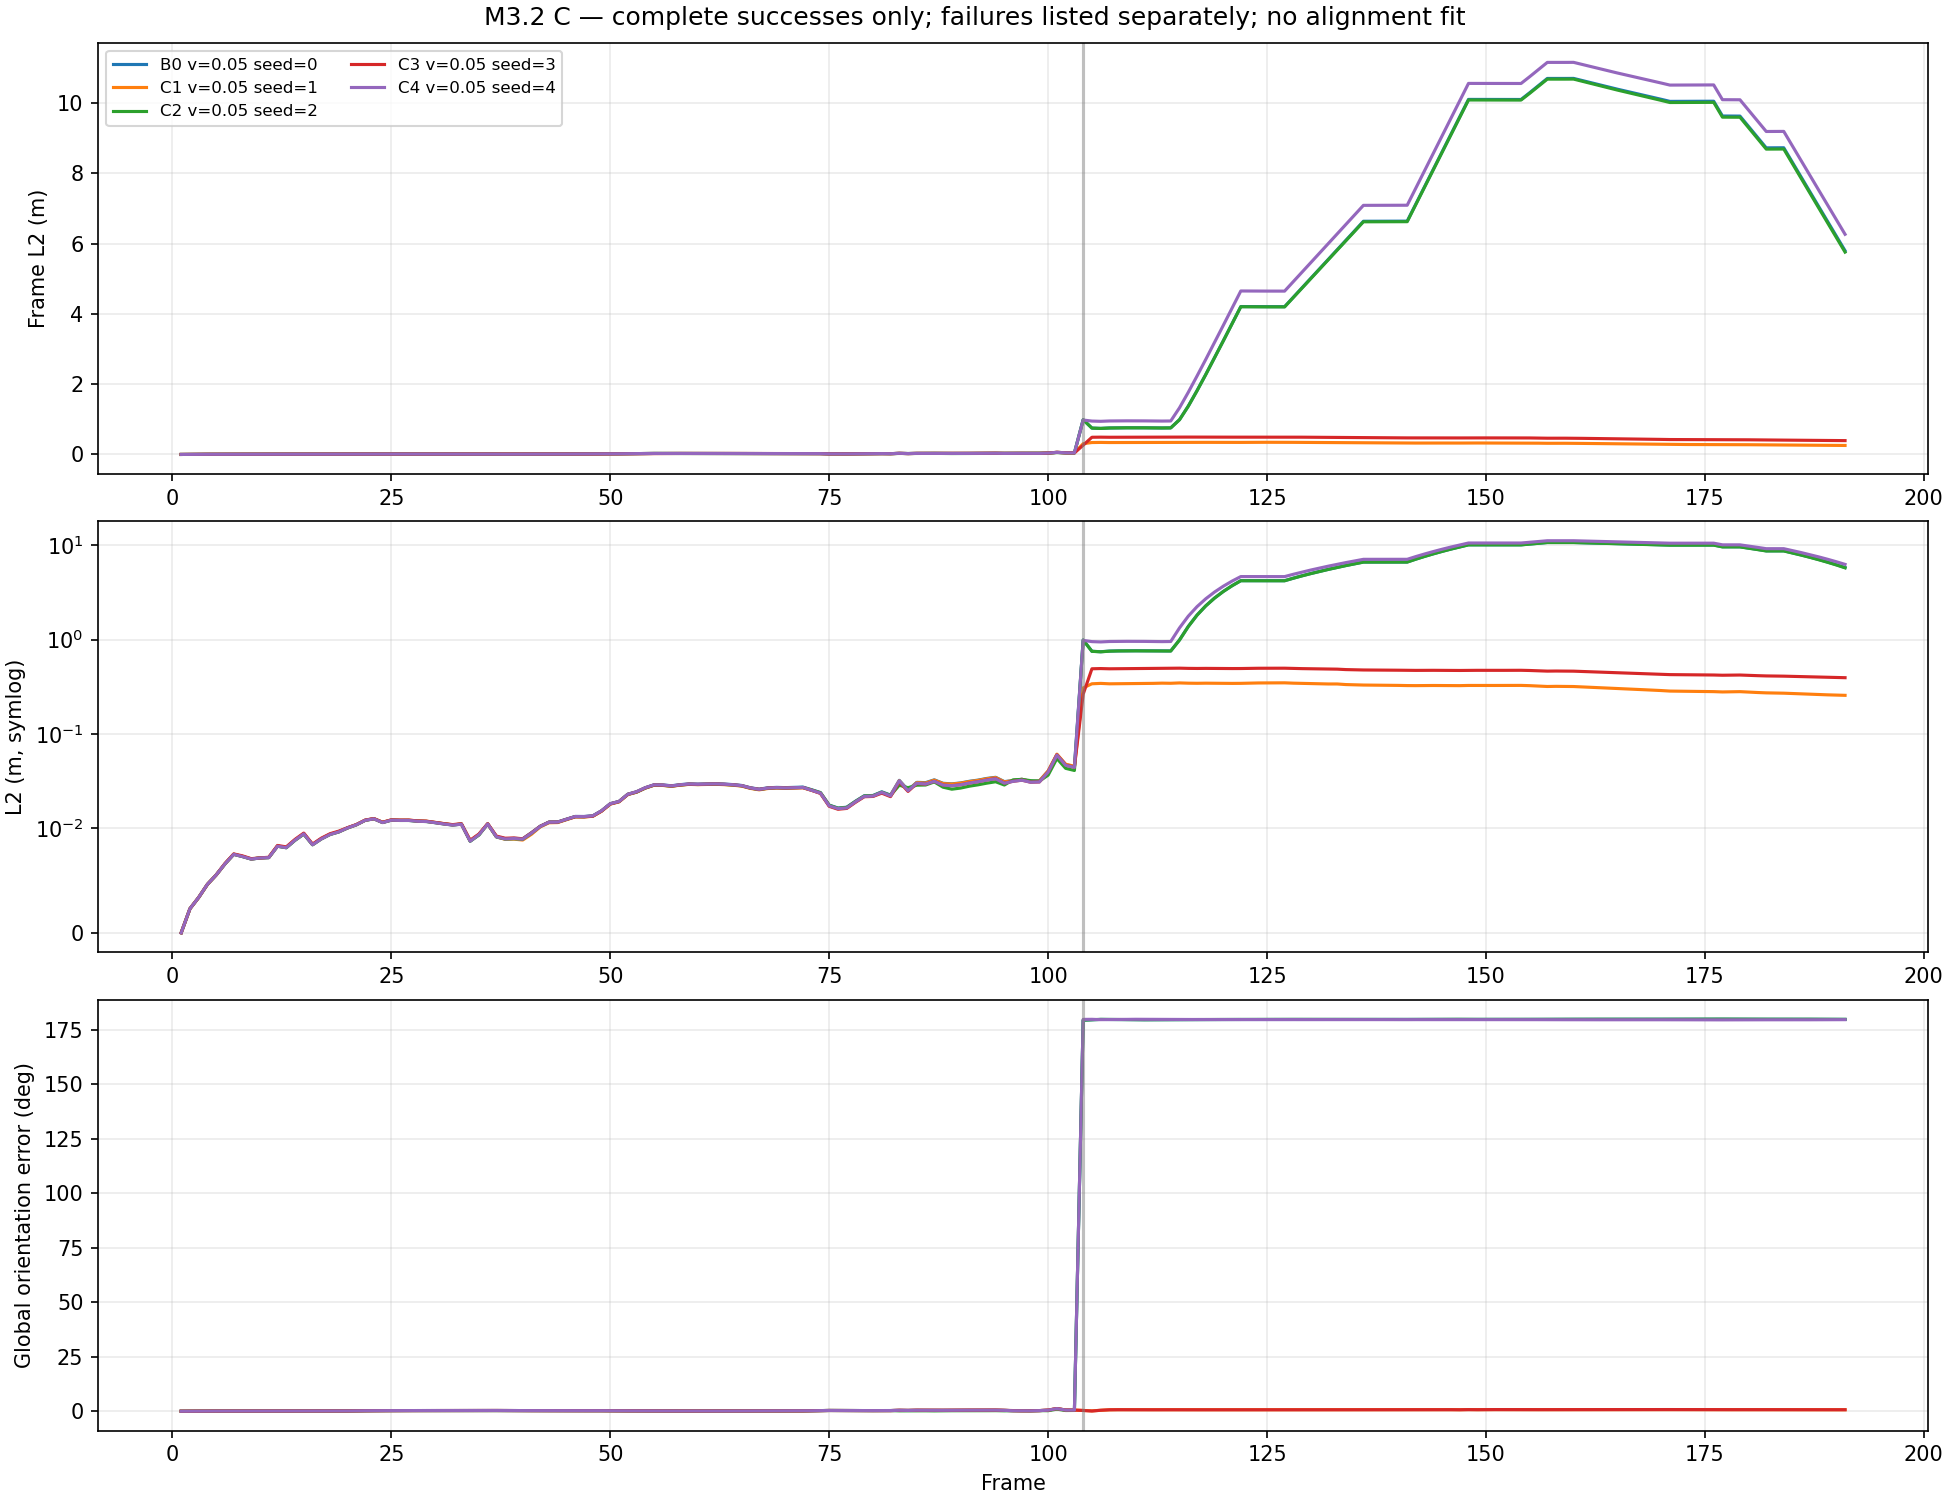 M3.2 C — complete successes only; failures listed separately; no alignment fit
B0 v=0.05 seed=0
C1 v=0.05 seed=1
C2 v=0.05 seed=2
C3 v=0.05 seed=3
C4 v=0.05 seed=4
Frame L2 (m)
10
8
6
4
2
0
0 25 50 75 100 125 150 175 200
L2 (m, symlog)
10¹
10⁰
10⁻¹
10⁻²
0
0 25 50 75 100 125 150 175 200
Global orientation error (deg)
175
150
125
100
75
50
25
0
0 25 50 75 100 125 150 175 200
Frame